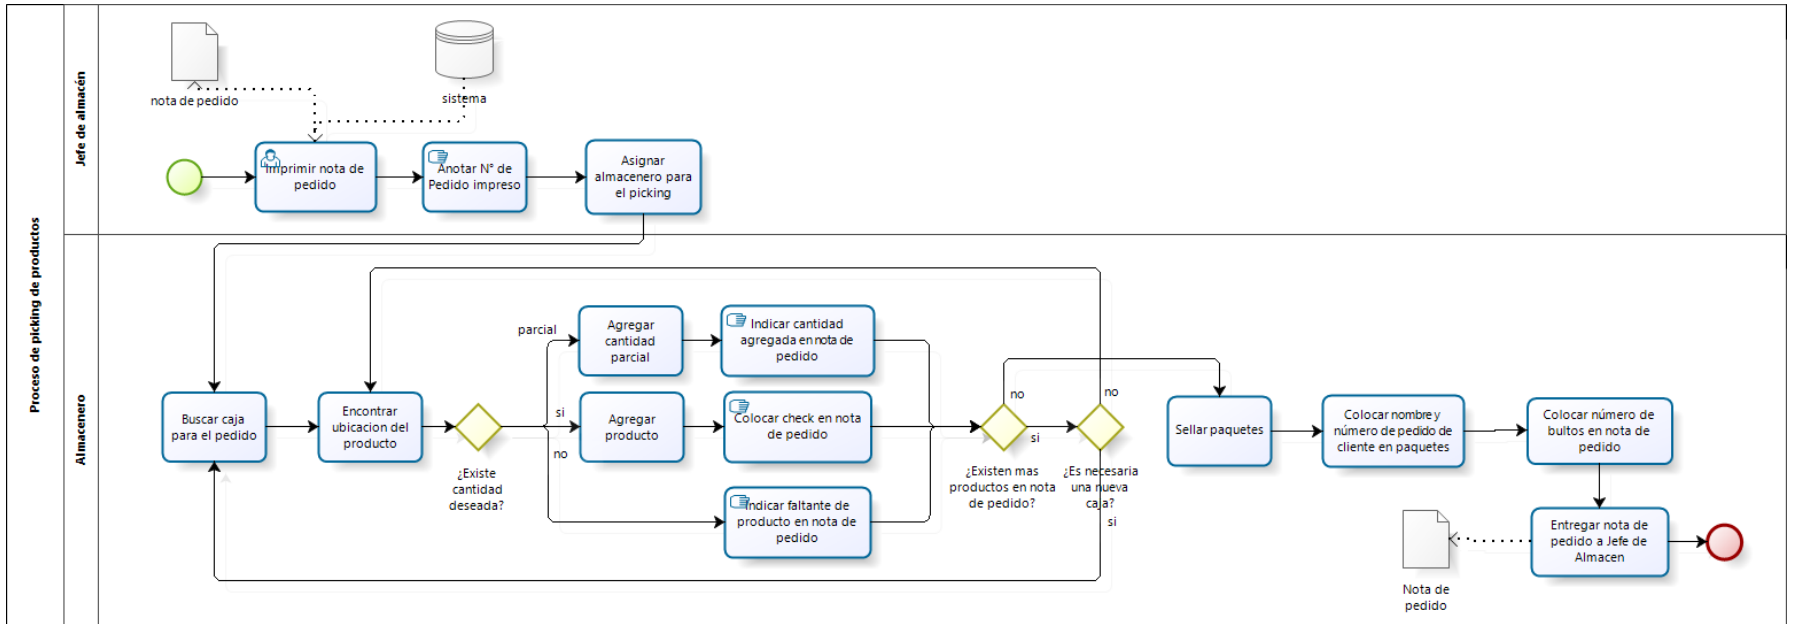 Proceso de picking de productos
Jefe de almacén
nota de pedido
sistema
Imprimir nota de
pedido
Anotar N° de
Pedido impreso
Asignar
almacenero para
el picking
Almacenero
Buscar caja
para el pedido
Encontrar
ubicacion del
producto
¿Existe
cantidad
deseada?
parcial
si
no
Agregar
cantidad
parcial
Indicar cantidad
agregada en nota de
pedido
Agregar
producto
Colocar check en nota
de pedido
Indicar faltante de
producto en nota de
pedido
¿Existen mas
productos en nota
de pedido?
no
si
¿Es necesaria
una nueva
caja?
no
si
Sellar paquetes
Colocar nombre y
número de pedido de
cliente en paquetes
Colocar número de
bultos en nota de
pedido
Entregar nota de
pedido a Jefe de
Almacen
Nota de
pedido